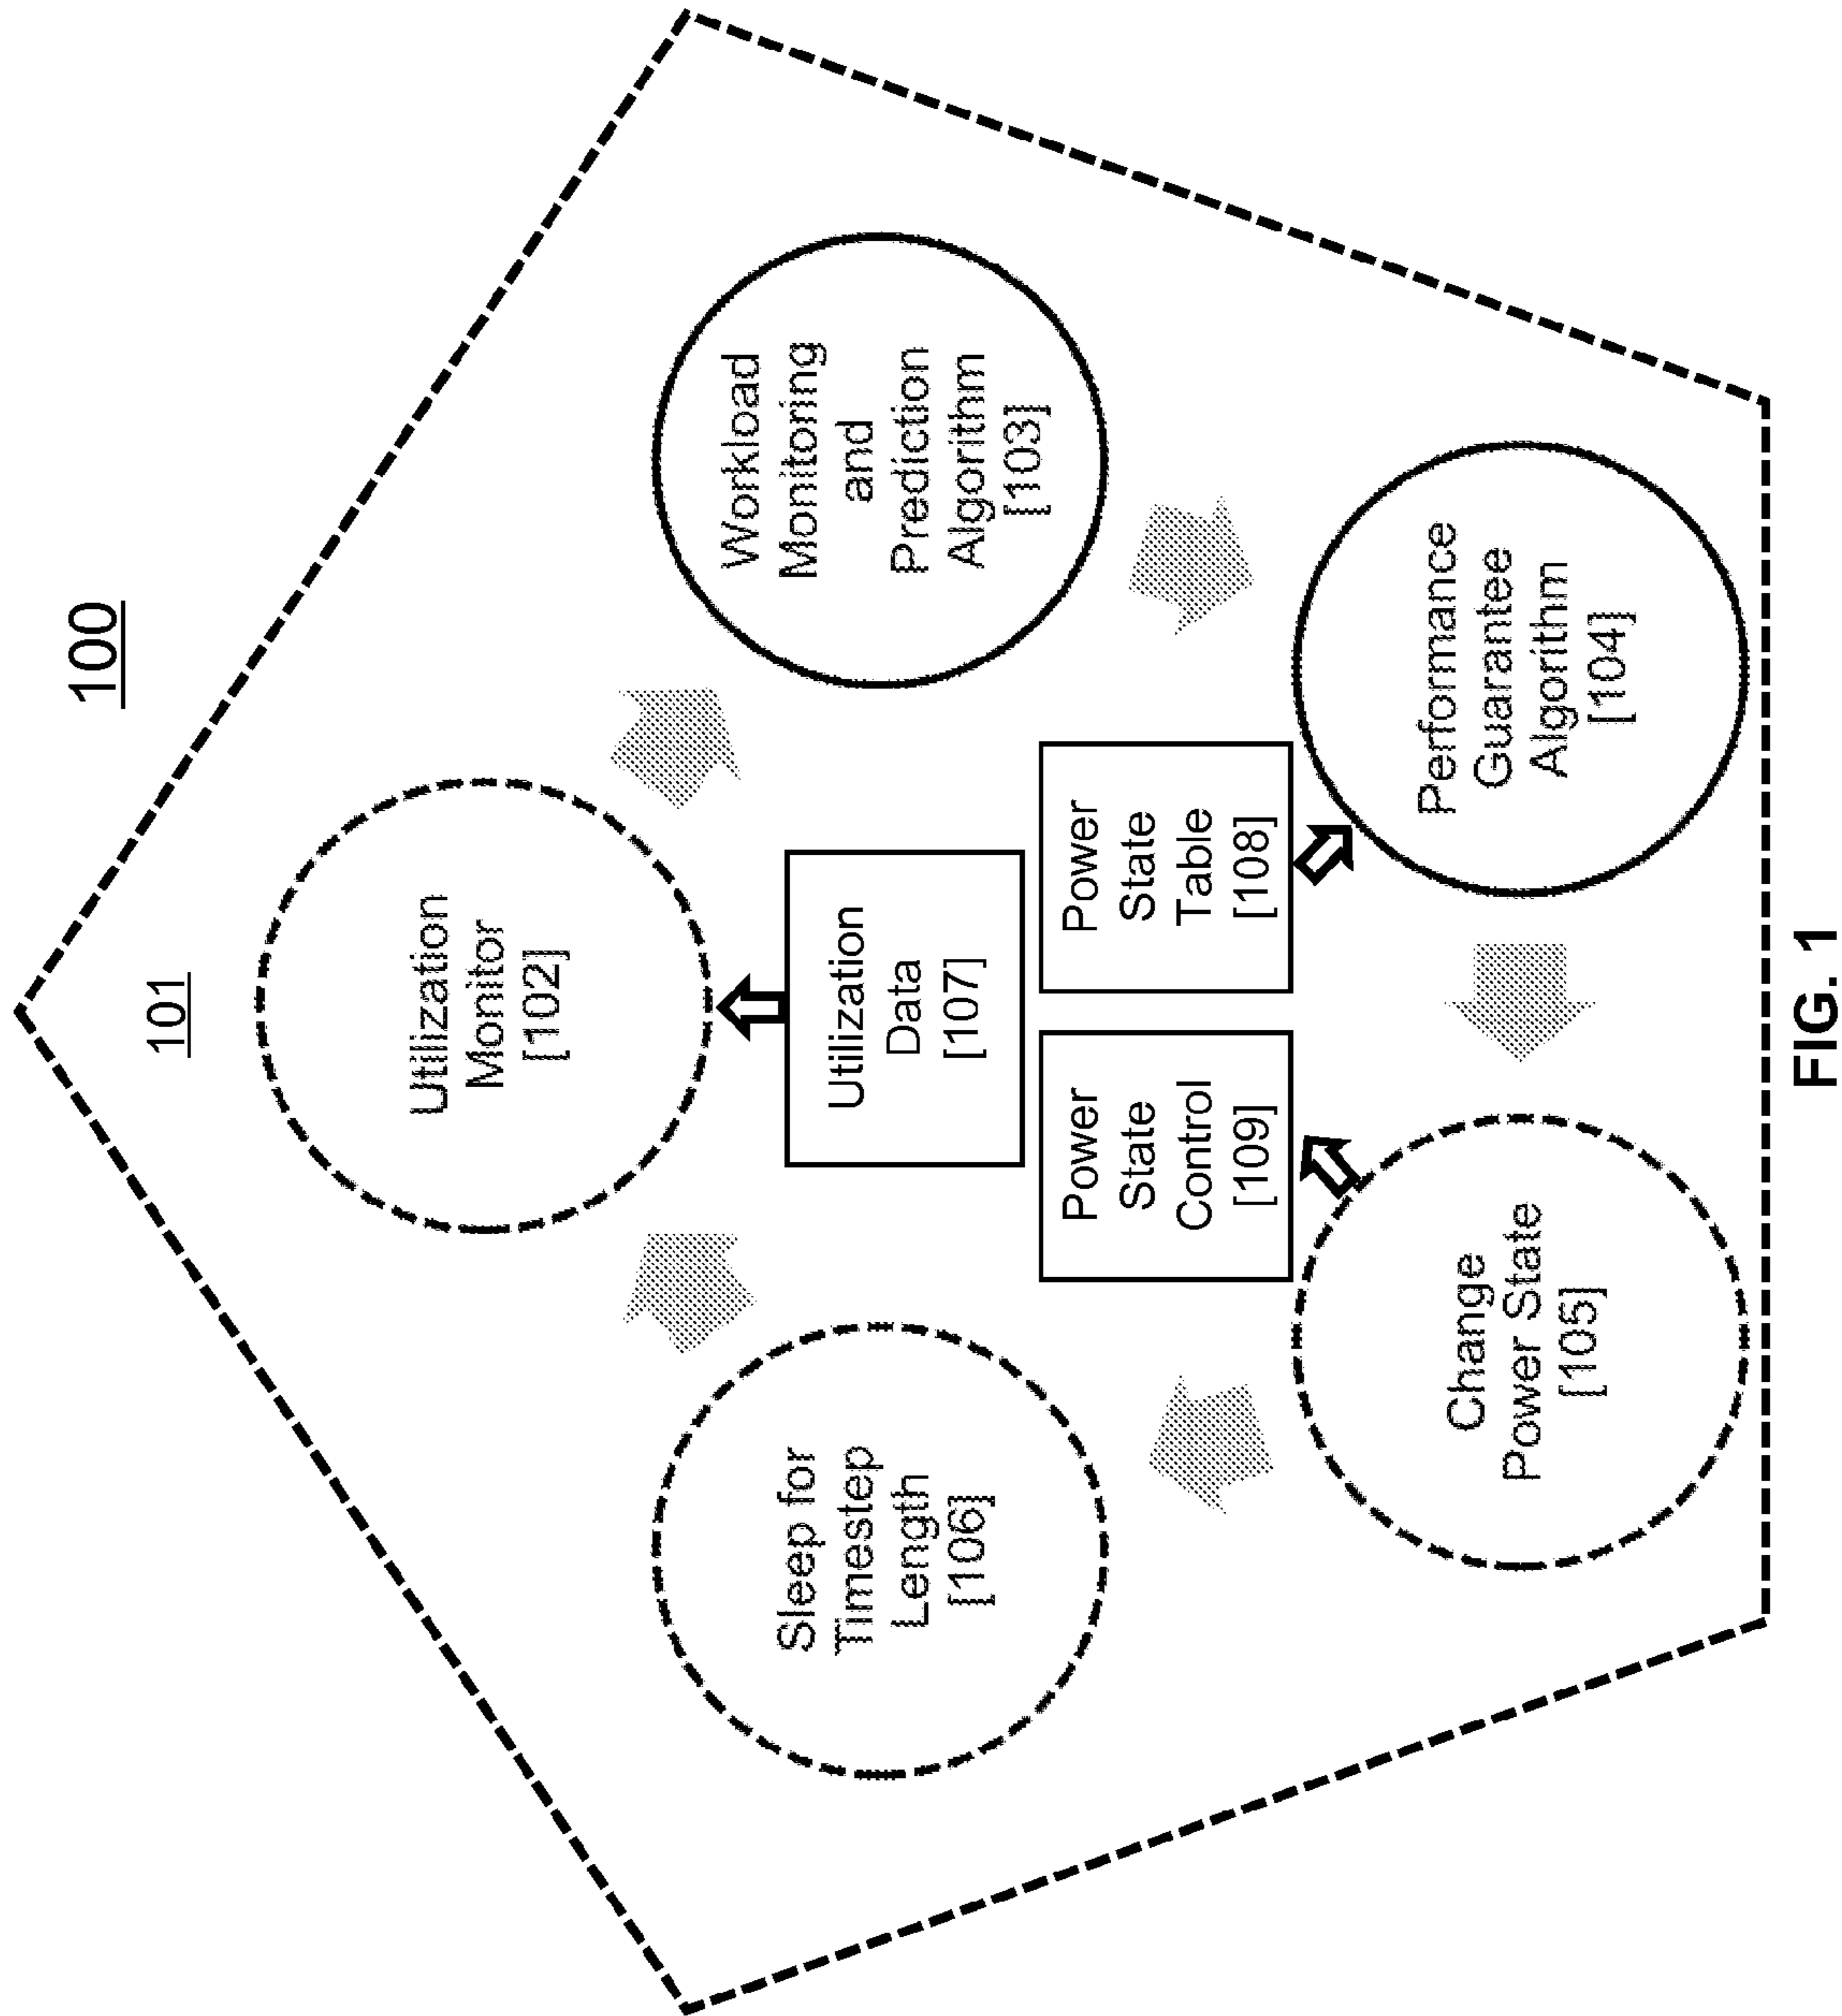 100
101
Utilization
Monitor
[102]
Workload
Monitoring
and
Prediction
Algorithm
[103]
Performance
Guarantee
Algorithm
[104]
Change
Power State
[105]
Sleep for
Timestep
Length
[106]
Utilization
Data
[107]
Power
State
Table
[108]
Power
State
Control
[109]
FIG. 1